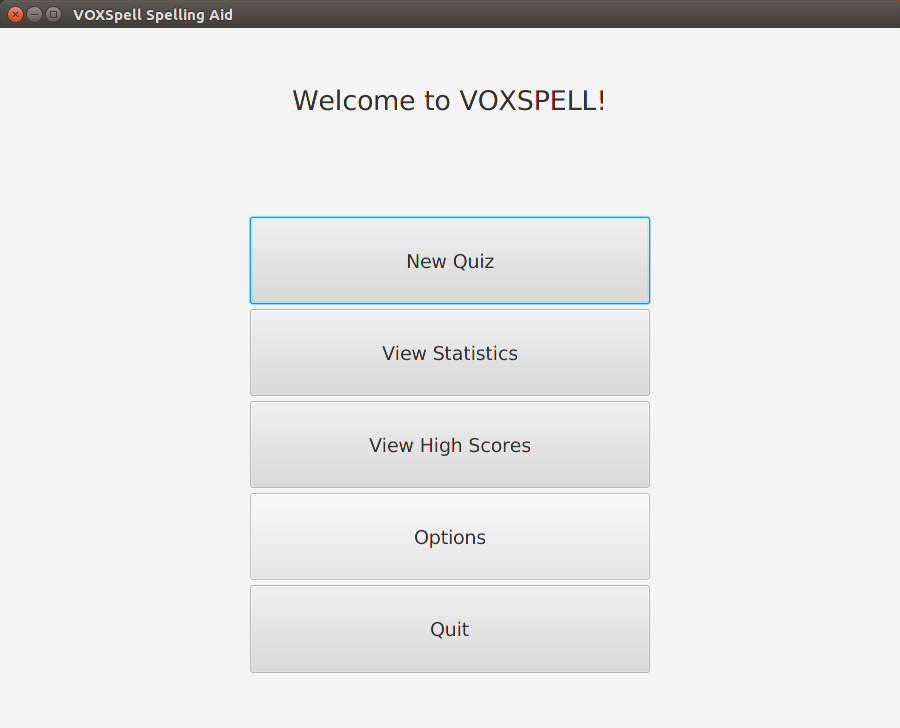 VOXSpell Spelling Aid
Welcome to VOXSPELL!
New Quiz
View Statistics
View High Scores
Options
Quit